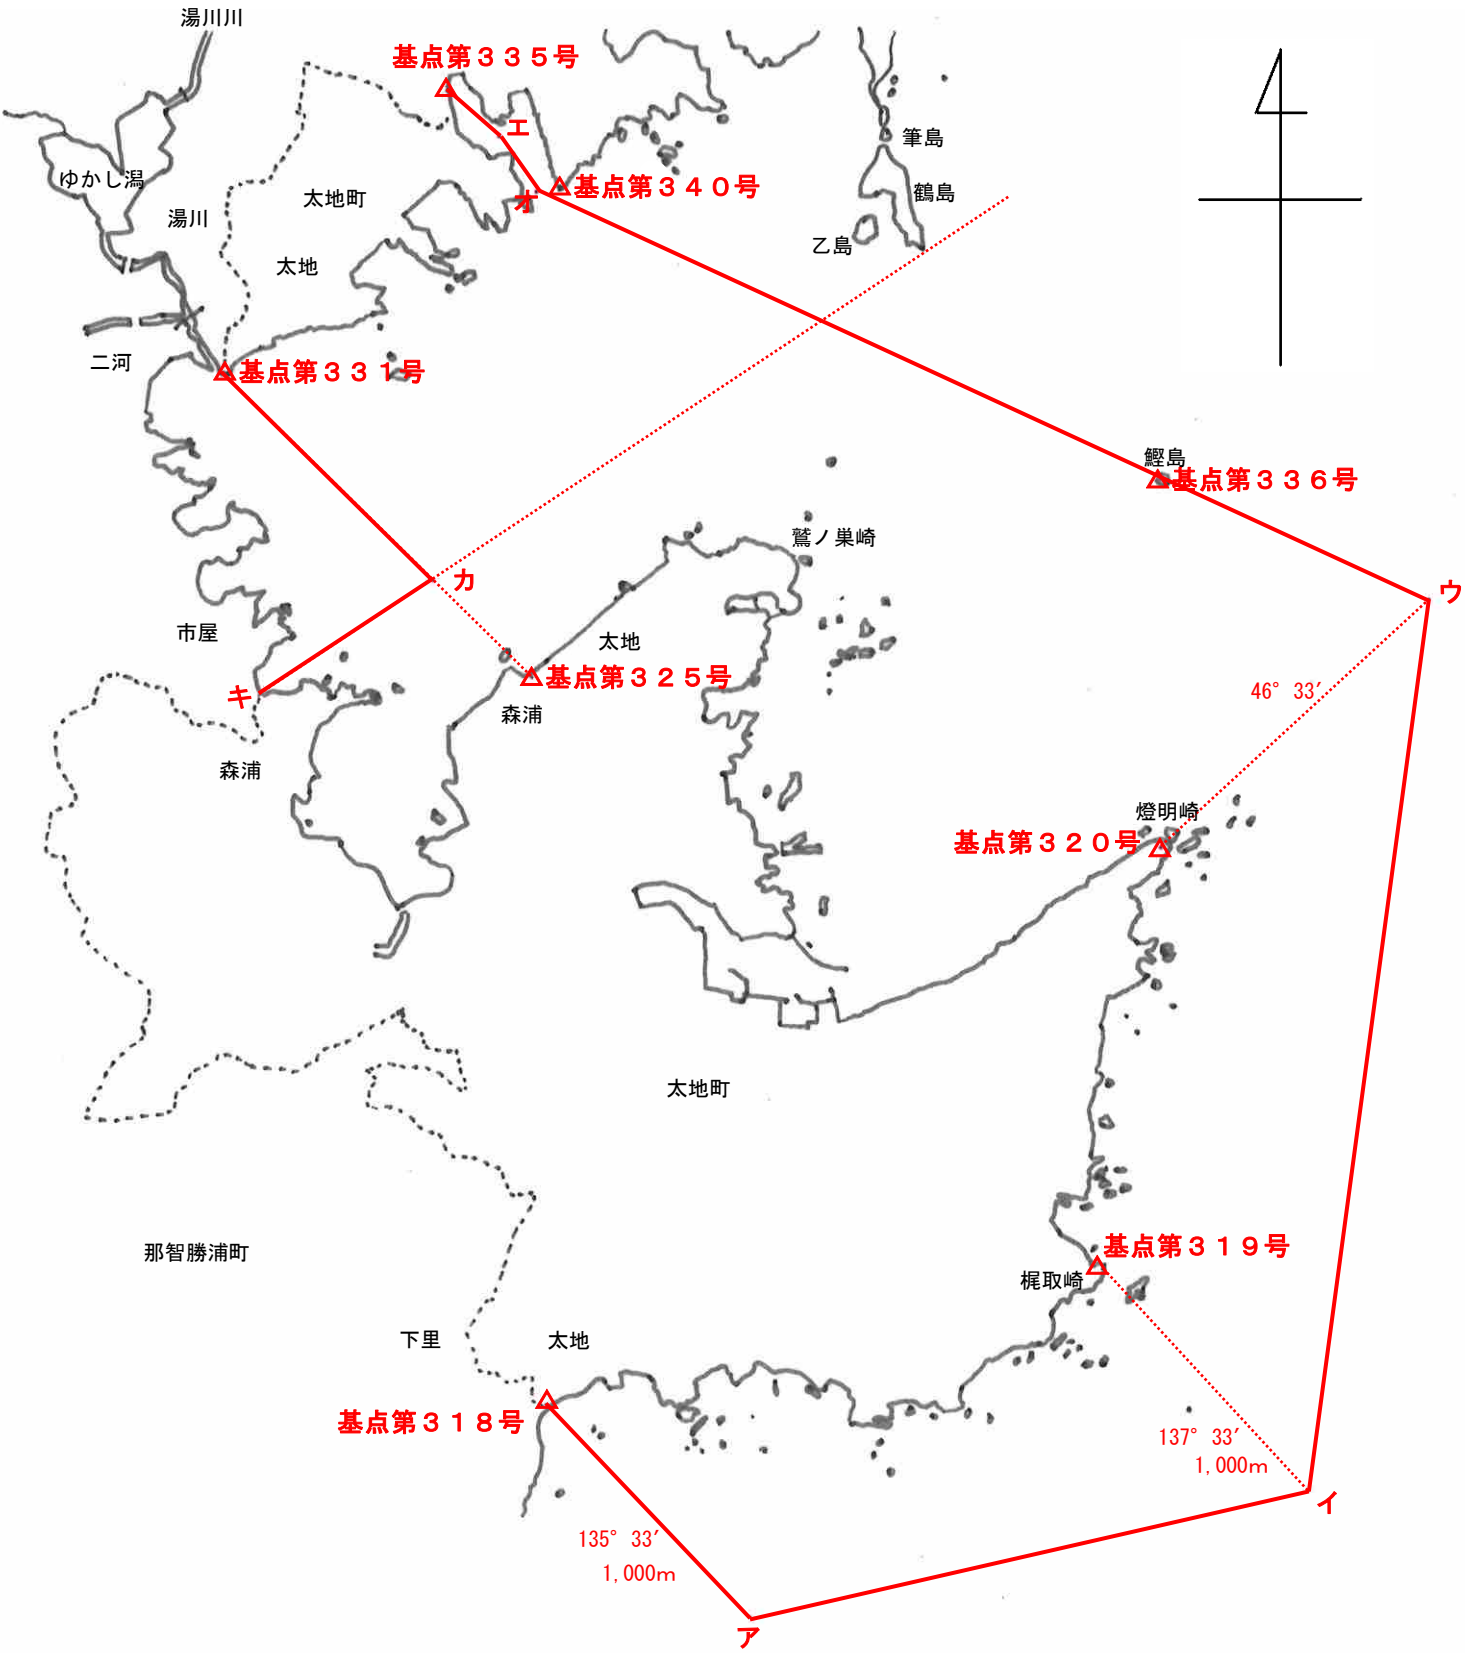 湯川川
基点第３３５号
エ
筆島
ゆかし潟
基点第３４０号
太地町
鶴島
オ
湯川
乙島
太地
二河
基点第３３１号
鰹島
基点第３３６号
鷲ノ巣崎
カ
ウ
市屋
太地
基点第３２５号
キ
46° 33′
森浦
森浦
燈明崎
基点第３２０号
太地町
基点第３１９号
那智勝浦町
梶取崎
下里
太地
基点第３１８号
137° 33′
1,000ｍ
イ
135° 33′
1,000ｍ
ア